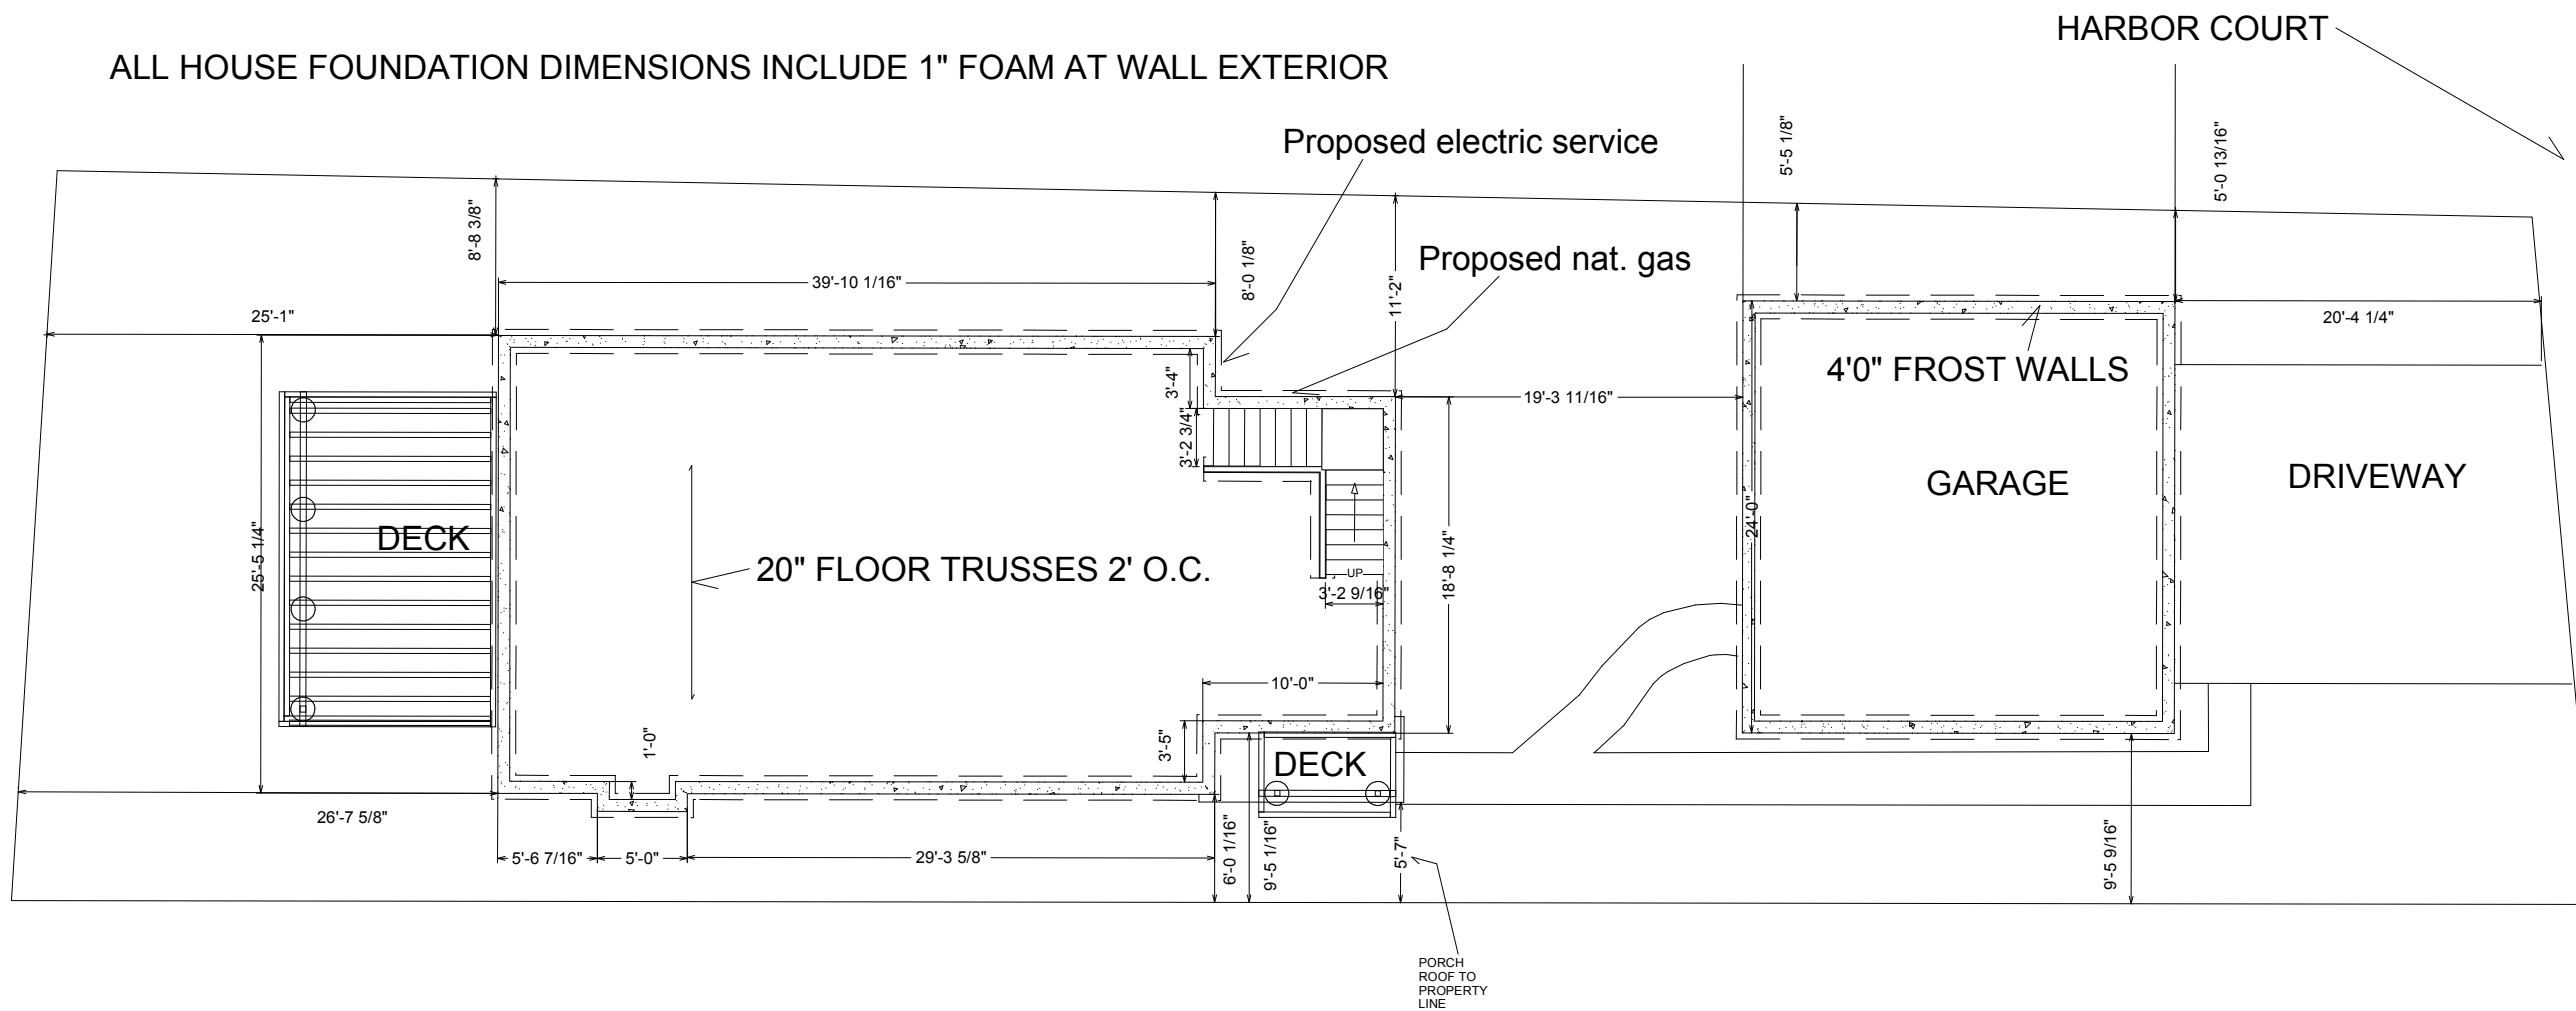 HARBOR COURT
ALL HOUSE FOUNDATION DIMENSIONS INCLUDE 1" FOAM AT WALL EXTERIOR
Proposed electric service
5'-5 1/8"
5'-0 13/16"
8'-8 3/8"
Proposed nat. gas
8'-0 1/8"
39'-10 1/16"
11'-2"
25'-1"
20'-4 1/4"
4'0" FROST WALLS
3'-4"
19'-3 11/16"
3'-2 3/4"
GARAGE
DRIVEWAY
24'-0"
DECK
25'-5 1/4"
20" FLOOR TRUSSES 2' O.C.
UP
3'-2 9/16"
18'-8 1/4"
10'-0"
1'-0"
3'-5"
DECK
26'-7 5/8"
5'-6 7/16"
5'-0"
29'-3 5/8"
6'-0 1/16"
9'-5 1/16"
5'-7"
9'-5 9/16"
PORCH
ROOF TO
PROPERTY
LINE